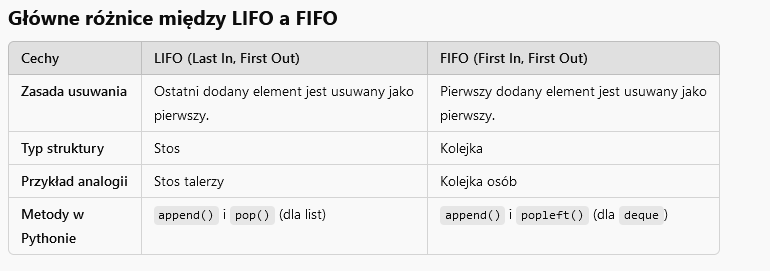 Główne różnice między LIFO a FIFO
Cechy LIFO (Last In, First Out) FIFO (First In, First Out)
Zasada usuwania Ostatni dodany element jest usuwany jako pierwszy. Pierwszy dodany element jest usuwany jako pierwszy.
Typ struktury Stos Kolejka
Przykład analogii Stos talerzy Kolejka osób
Metody w Pythonie append() i pop() (dla list) append() i popleft() (dla deque)